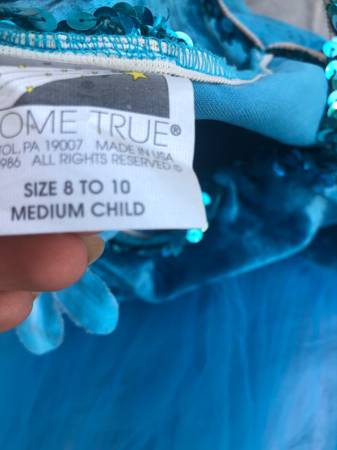 OME TRUE®
OL, PA 19007 MADE IN USA
986 ALL RIGHTS RESERVED ©
SIZE 8 TO 10
MEDIUM CHILD